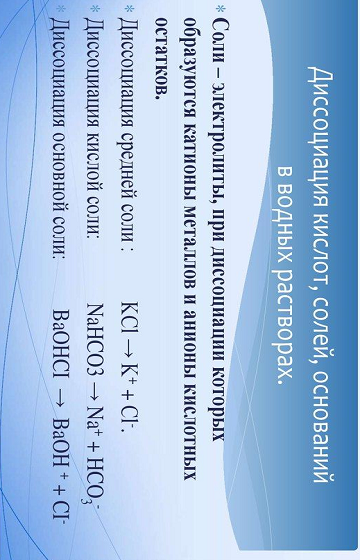 Диссоциация кислот, солей, оснований
в водных растворах.
* Соли – электролиты, при диссоциации которых
образуются катионы металлов и анионы кислотных
остатков.
* Диссоциация средней соли : KCl → K⁺ + Cl⁻.
* Диссоциация кислой соли: NaHCO3 → Na⁺ + HCO₃⁻
* Диссоциация основной соли: BaOHCl → BaOH ⁺ + Cl⁻